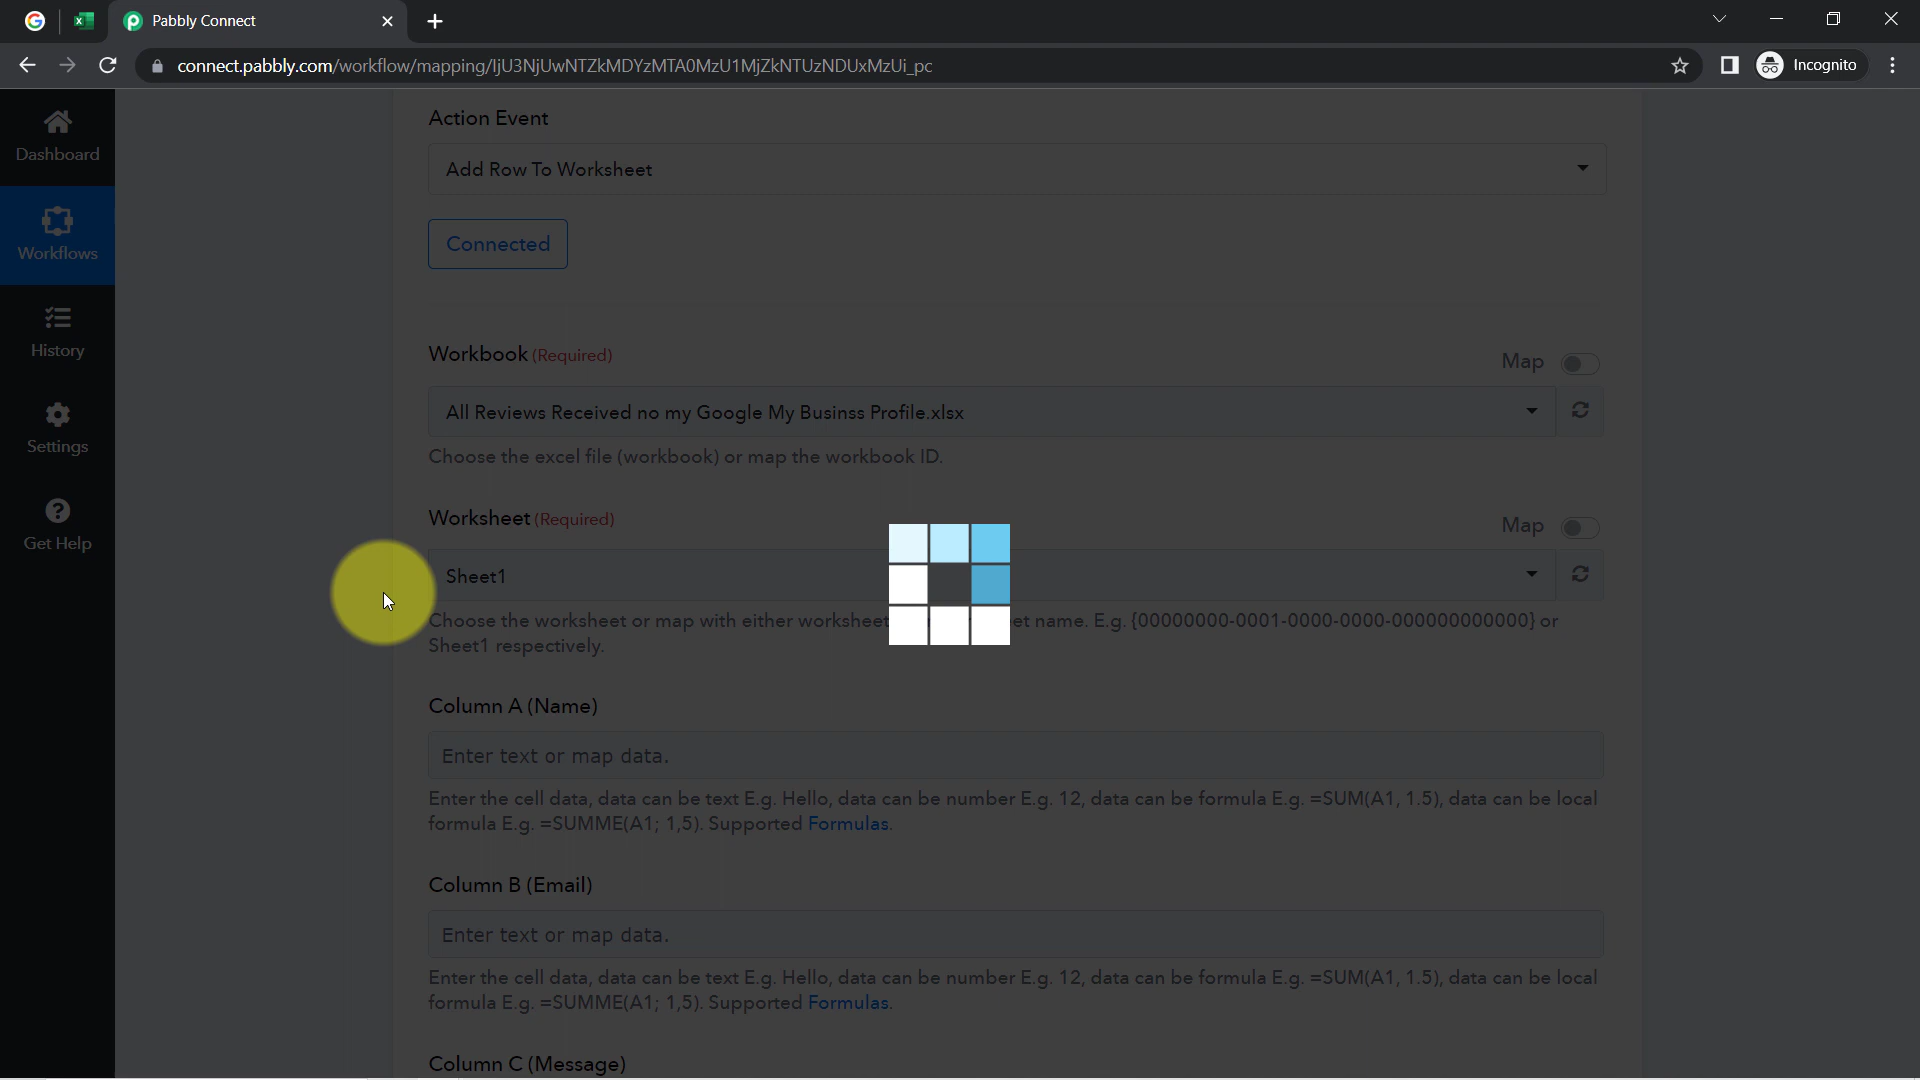 Pabbly Connect
connect.pabbly.com/workflow/mapping/IjU3NjUwNTZkMDYzMTA0MzU1MjZkNTUzNDUxMzUi_pc
Incognito
Dashboard
Workflows
History
Settings
Get Help
Action Event
Add Row To Worksheet
Connected
Workbook (Required)
Map
All Reviews Received no my Google My Businss Profile.xlsx
Choose the excel file (workbook) or map the workbook ID.
Worksheet (Required)
Map
Sheet1
Choose the worksheet or map with either worksheet et name. E.g. {00000000-0001-0000-0000-000000000000} or
Sheet1 respectively.
Column A (Name)
Enter text or map data.
Enter the cell data, data can be text E.g. Hello, data can be number E.g. 12, data can be formula E.g. =SUM(A1, 1.5), data can be local
formula E.g. =SUMME(A1; 1,5). Supported Formulas.
Column B (Email)
Enter text or map data.
Enter the cell data, data can be text E.g. Hello, data can be number E.g. 12, data can be formula E.g. =SUM(A1, 1.5), data can be local
formula E.g. =SUMME(A1; 1,5). Supported Formulas.
Column C (Message)